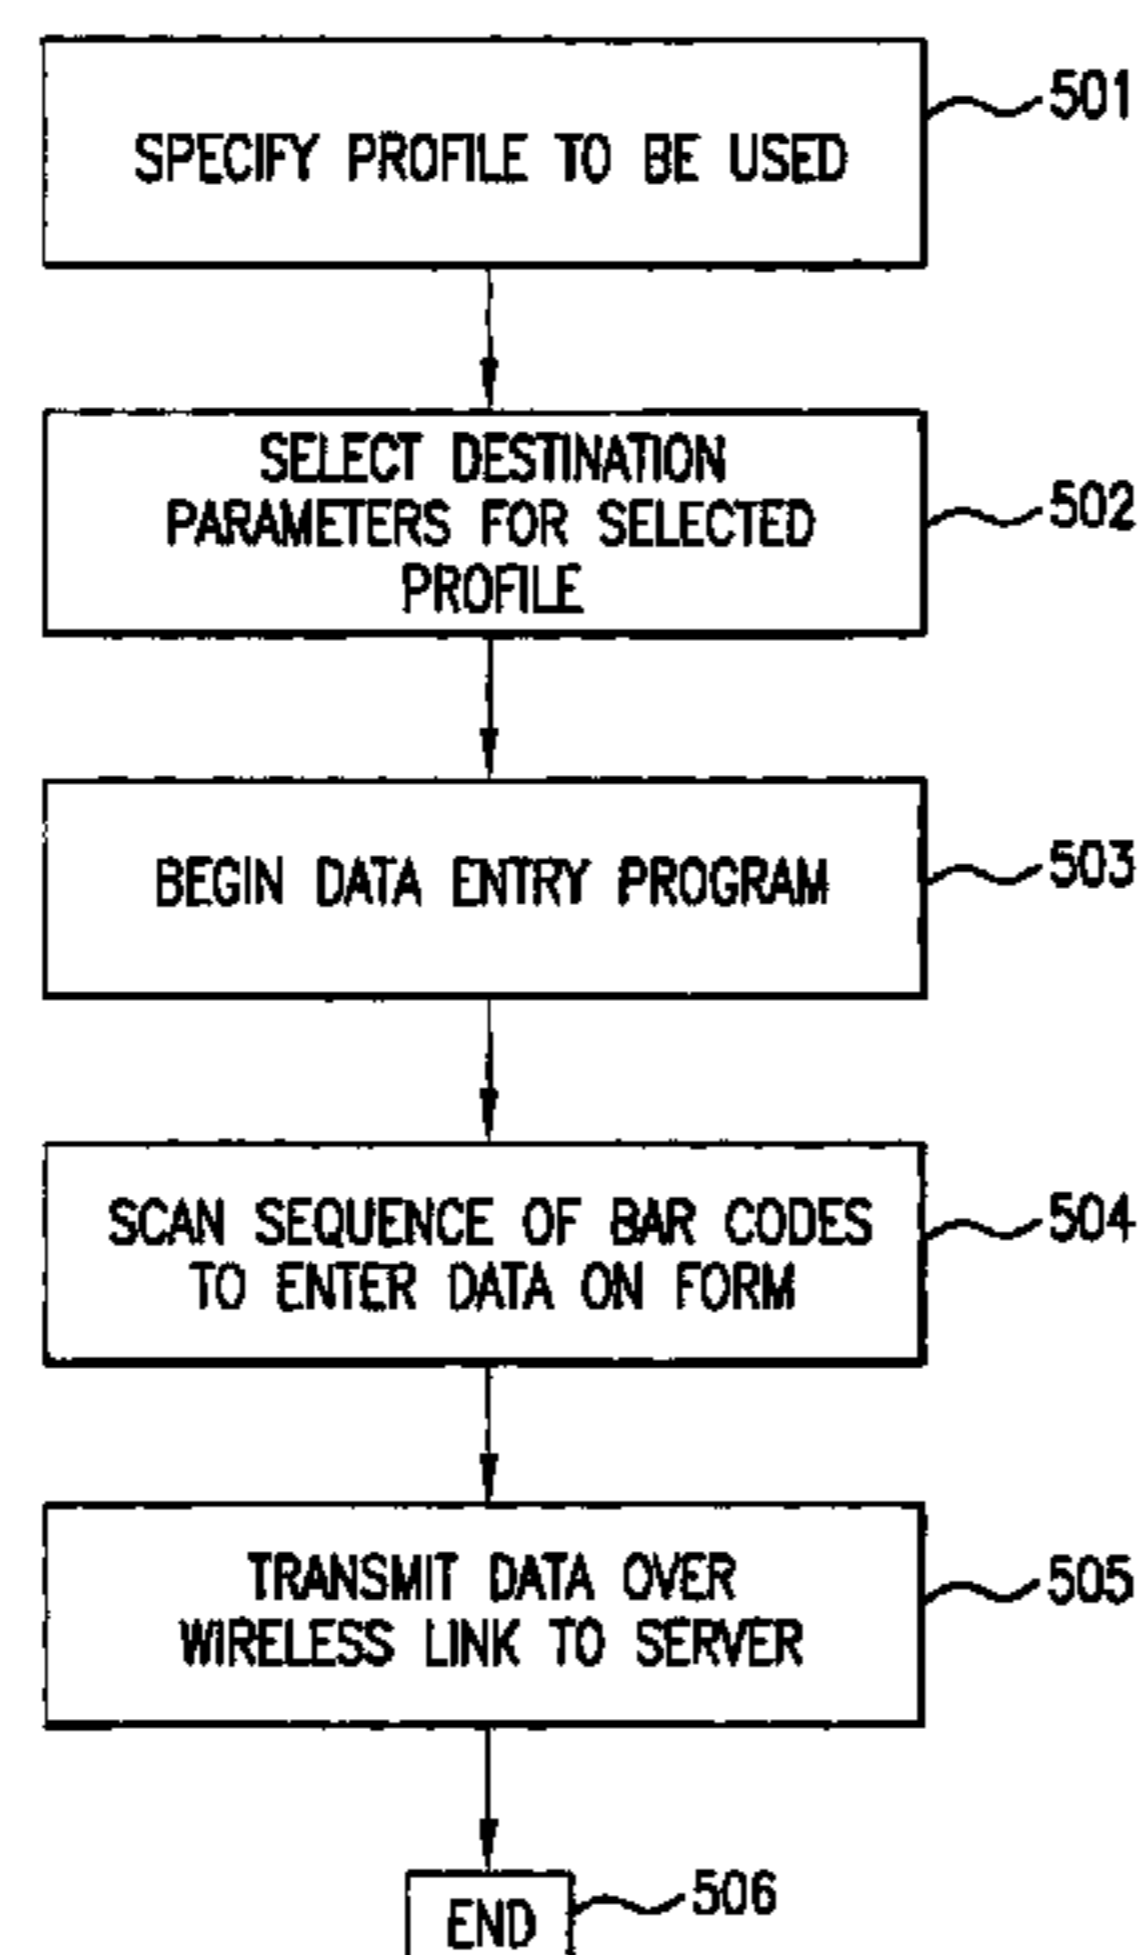 SPECIFY PROFILE TO BE USED
501
SELECT DESTINATION
PARAMETERS FOR SELECTED
PROFILE
502
BEGIN DATA ENTRY PROGRAM
503
SCAN SEQUENCE OF BAR CODES
TO ENTER DATA ON FORM
504
TRANSMIT DATA OVER
WIRELESS LINK TO SERVER
505
END
506